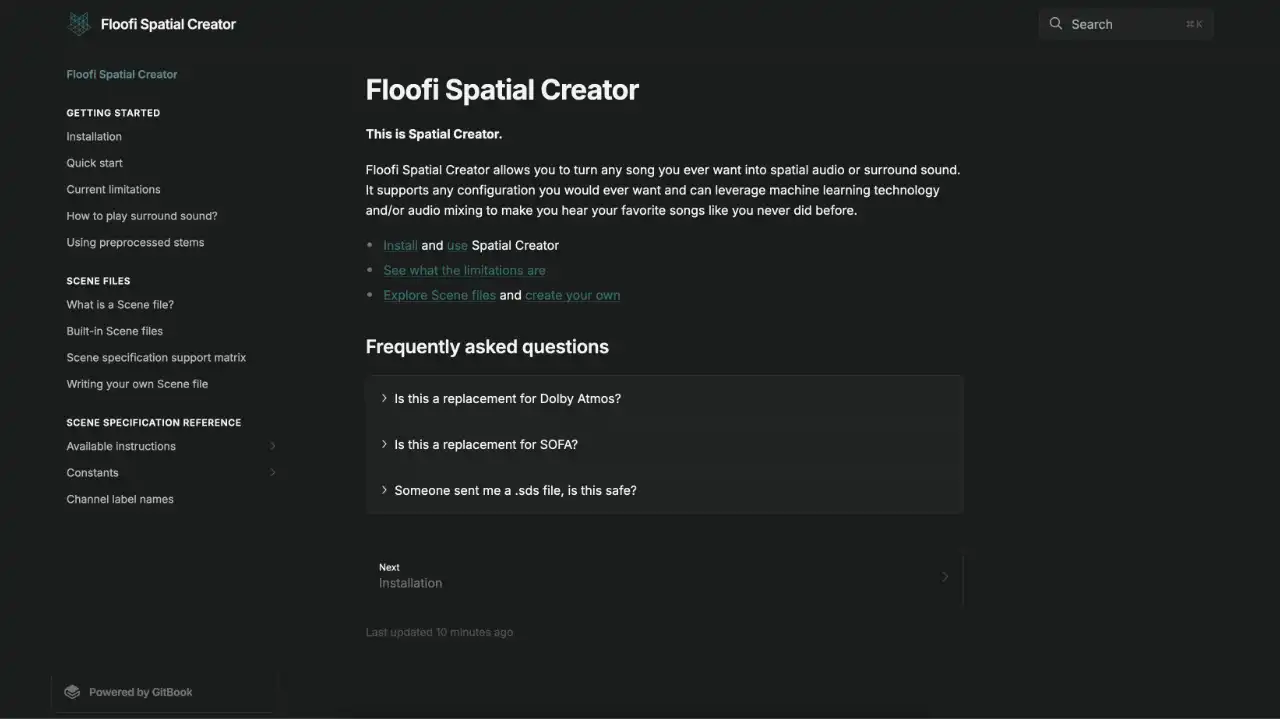 Floofi Spatial Creator
Search
⌘K
Floofi Spatial Creator
GETTING STARTED
Installation
Quick start
Current limitations
How to play surround sound?
Using preprocessed stems
SCENE FILES
What is a Scene file?
Built-in Scene files
Scene specification support matrix
Writing your own Scene file
SCENE SPECIFICATION REFERENCE
Available instructions
Constants
Channel label names
Powered by GitBook
Floofi Spatial Creator
This is Spatial Creator.
Floofi Spatial Creator allows you to turn any song you ever want into spatial audio or surround sound.
It supports any configuration you would ever want and can leverage machine learning technology
and/or audio mixing to make you hear your favorite songs like you never did before.
Install and use Spatial Creator
See what the limitations are
Explore Scene files and create your own
Frequently asked questions
Is this a replacement for Dolby Atmos?
Is this a replacement for SOFA?
Someone sent me a .sds file, is this safe?
Next
Installation
Last updated 10 minutes ago